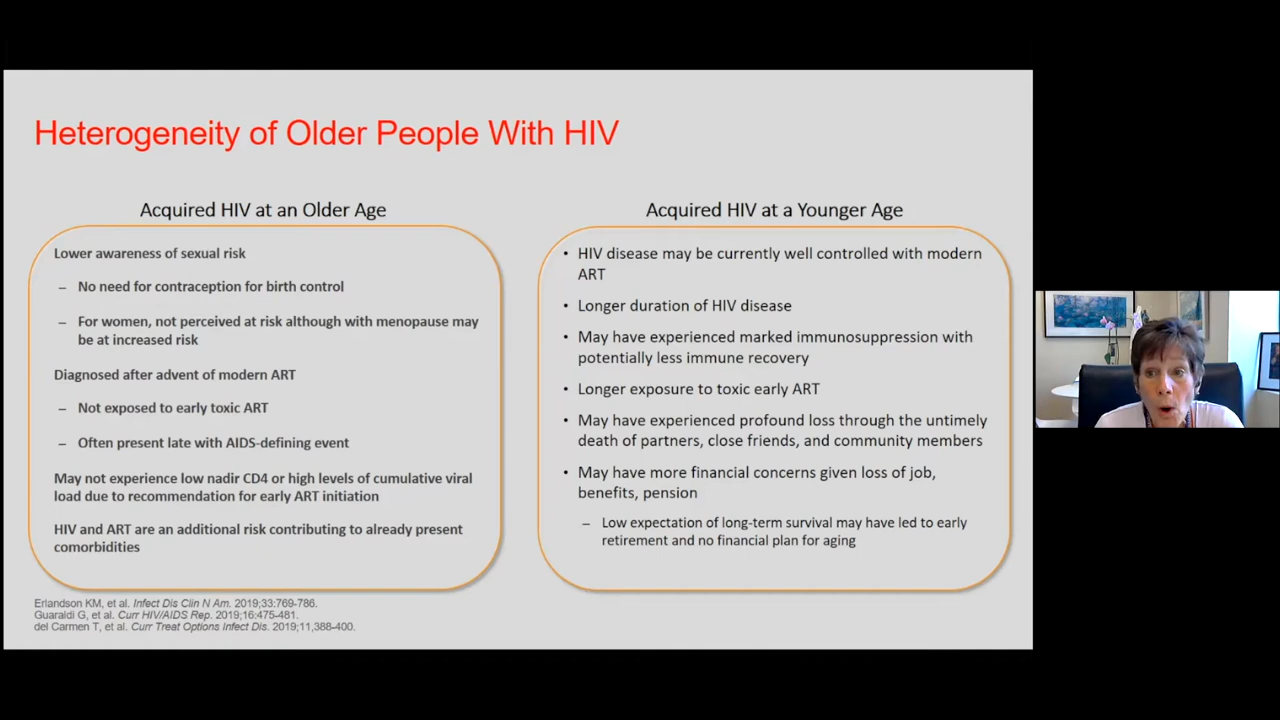 Heterogeneity of Older People With HIV
Acquired HIV at an Older Age
Lower awareness of sexual risk
– No need for contraception for birth control
– For women, not perceived at risk although with menopause may
be at increased risk
Diagnosed after advent of modern ART
– Not exposed to early toxic ART
– Often present late with AIDS-defining event
May not experience low nadir CD4 or high levels of cumulative viral
load due to recommendation for early ART initiation
HIV and ART are an additional risk contributing to already present
comorbidities
Acquired HIV at a Younger Age
• HIV disease may be currently well controlled with modern
ART
• Longer duration of HIV disease
• May have experienced marked immunosuppression with
potentially less immune recovery
• Longer exposure to toxic early ART
• May have experienced profound loss through the untimely
death of partners, close friends, and community members
• May have more financial concerns given loss of job,
benefits, pension
– Low expectation of long-term survival may have led to early
retirement and no financial plan for aging
Erlandson KM, et al. Infect Dis Clin N Am. 2019;33:769-786.
Guaraldi G, et al. Curr HIV/AIDS Rep. 2019;16:475-481.
del Carmen T, et al. Curr Treat Options Infect Dis. 2019;11,388-400.